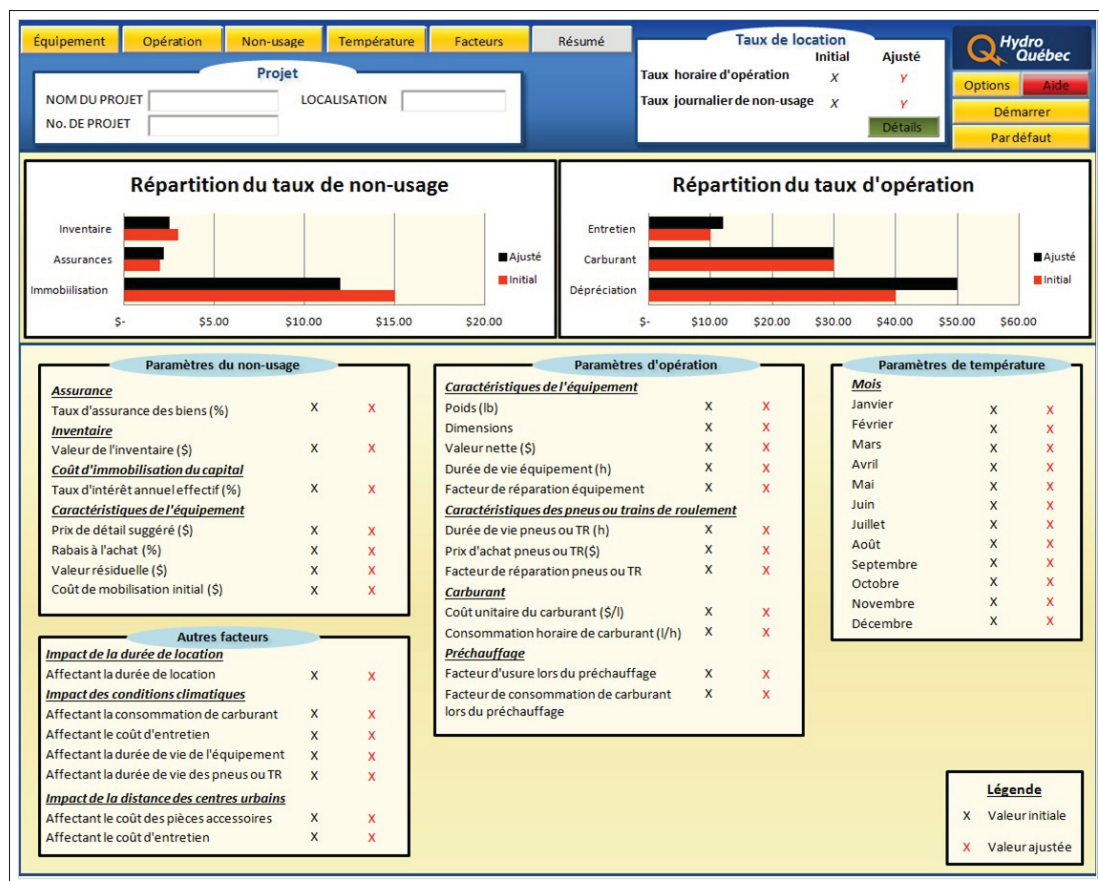 Équipement
Opération
Non-usage
Température
Facteurs
Résumé
Projet
NOM DU PROJET
LOCALISATION
No. DE PROJET
Taux de location
Initial Ajusté
Taux horaire d'opération X Y
Taux journalier de non-usage X Y
Détails
Hydro
Québec
Options
Aide
Démarrer
Par défaut
Répartition du taux de non-usage
Inventaire
Assurances
Immobiilisation
Ajusté
Initial
$- $5.00 $10.00 $15.00 $20.00
Répartition du taux d'opération
Entretien
Carburant
Dépréciation
Ajusté
Initial
$- $10.00 $20.00 $30.00 $40.00 $50.00 $60.00
Paramètres du non-usage
Assurance
Taux d'assurance des biens (%) X X
Inventaire
Valeur de l'inventaire ($) X X
Coût d'immobilisation du capital
Taux d'intérêt annuel effectif (%) X X
Caractéristiques de l'équipement
Prix de détail suggéré ($) X X
Rabais à l'achat (%) X X
Valeur résiduelle ($) X X
Coût de mobilisation initial ($) X X
Autres facteurs
Impact de la durée de location
Affectant la durée de location X X
Impact des conditions climatiques
Affectant la consommation de carburant X X
Affectant le coût d'entretien X X
Affectant la durée de vie de l'équipement X X
Affectant la durée de vie des pneus ou TR X X
Impact de la distance des centres urbains
Affectant le coût des pièces accessoires X X
Affectant le coût d'entretien X X
Paramètres d'opération
Caractéristiques de l'équipement
Poids (lb) X X
Dimensions X X
Valeur nette ($) X X
Durée de vie équipement (h) X X
Facteur de réparation équipement X X
Caractéristiques des pneus ou trains de roulement
Durée de vie pneus ou TR (h) X X
Prix d'achat pneus ou TR($) X X
Facteur de réparation pneus ou TR X X
Carburant
Coût unitaire du carburant ($/l) X X
Consommation horaire de carburant (l/h) X X
Préchauffage
Facteur d'usure lors du préchauffage X X
Facteur de consommation de carburant X X
lors du préchauffage
Paramètres de température
Mois
Janvier X X
Février X X
Mars X X
Avril X X
Mai X X
Juin X X
Juillet X X
Août X X
Septembre X X
Octobre X X
Novembre X X
Décembre X X
Légende
X Valeur initiale
X Valeur ajustée